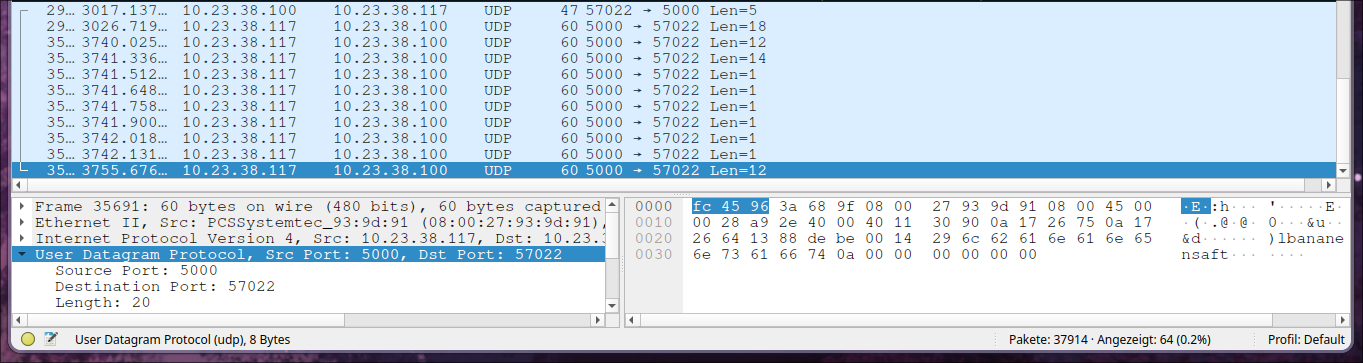 29… 3017.137… 10.23.38.100 10.23.38.117 UDP 47 57022 → 5000 Len=5
29… 3026.719… 10.23.38.117 10.23.38.100 UDP 60 5000 → 57022 Len=18
35… 3740.025… 10.23.38.117 10.23.38.100 UDP 60 5000 → 57022 Len=12
35… 3741.336… 10.23.38.117 10.23.38.100 UDP 60 5000 → 57022 Len=14
35… 3741.512… 10.23.38.117 10.23.38.100 UDP 60 5000 → 57022 Len=1
35… 3741.648… 10.23.38.117 10.23.38.100 UDP 60 5000 → 57022 Len=1
35… 3741.758… 10.23.38.117 10.23.38.100 UDP 60 5000 → 57022 Len=1
35… 3741.900… 10.23.38.117 10.23.38.100 UDP 60 5000 → 57022 Len=1
35… 3742.018… 10.23.38.117 10.23.38.100 UDP 60 5000 → 57022 Len=1
35… 3742.131… 10.23.38.117 10.23.38.100 UDP 60 5000 → 57022 Len=1
35… 3755.676… 10.23.38.117 10.23.38.100 UDP 60 5000 → 57022 Len=12
Frame 35691: 60 bytes on wire (480 bits), 60 bytes captured
Ethernet II, Src: PCSSystemtec_93:9d:91 (08:00:27:93:9d:91),
Internet Protocol Version 4, Src: 10.23.38.117, Dst: 10.23.3
User Datagram Protocol, Src Port: 5000, Dst Port: 57022
Source Port: 5000
Destination Port: 57022
Length: 20
0000 fc 45 96 3a 68 9f 08 00 27 93 9d 91 08 00 45 00 ·E·:h··· '·····E·
0010 00 28 a9 2e 40 00 40 11 30 90 0a 17 26 75 0a 17 ·(·.@·@· 0···&u··
0020 26 64 13 88 de be 00 14 29 6c 62 61 6e 61 6e 65 &d······ )lbanane
0030 6e 73 61 66 74 0a 00 00 00 00 00 00 nsaft··· ····
User Datagram Protocol (udp), 8 Bytes
Pakete: 37914 · Angezeigt: 64 (0.2%)
Profil: Default